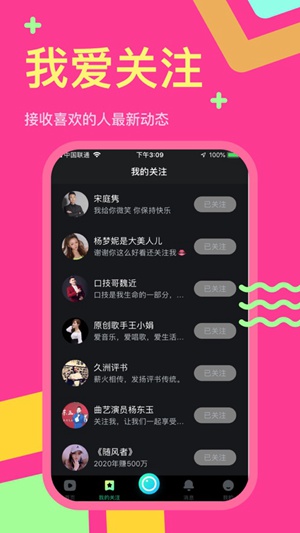 我爱关注
接收喜欢的人最新动态
中国联通
下午3:09
100%
我的关注
宋庭隽
我给你微笑 你保持快乐
已关注
杨梦妮是大美人儿
谢谢你这么好看还关注我
已关注
口技哥魏近
口技是我生命的一部分，...
已关注
原创歌手王小娟
爱音乐，爱唱歌，爱生活...
已关注
久洲评书
薪火相传，发扬评书传统。
已关注
曲艺演员杨东玉
关注我，让我们一起享受...
已关注
《随风者》
2020年赚500万
已关注
我的关注
消息
我的